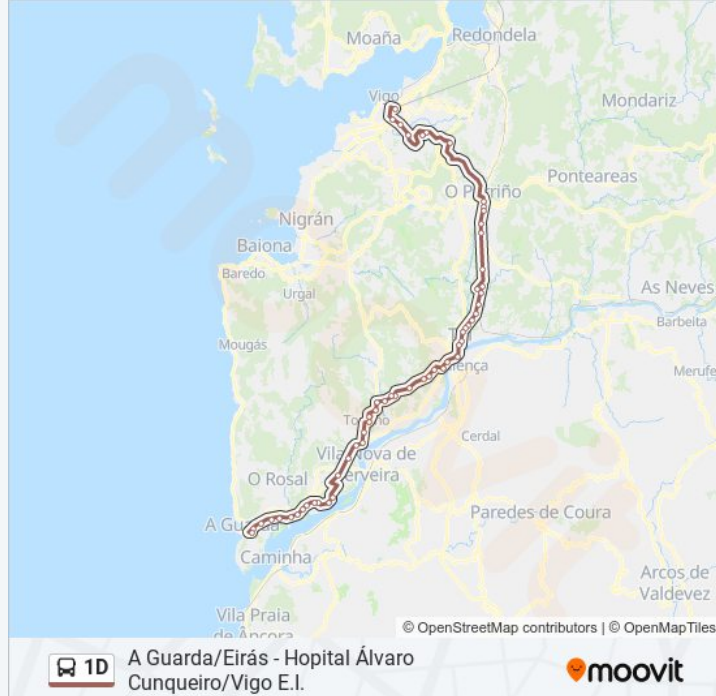 Moaña
Redondela
Vigo
Mondariz
O P rriño
Ponteareas
Nigrán
Baiona
Baredo
Urgal
As Neves
Barbeita
Mougás
Merufe
Cerdal
O Rosal
Paredes de Coura
A Gu
Caminha
Arcos de
Valdevez
Vila Praia
de Âncora
© OpenStreetMap contributors | © OpenMapTiles
1D A Guarda/Eirás - Hopital Álvaro
Cunqueiro/Vigo E.I.
moovit